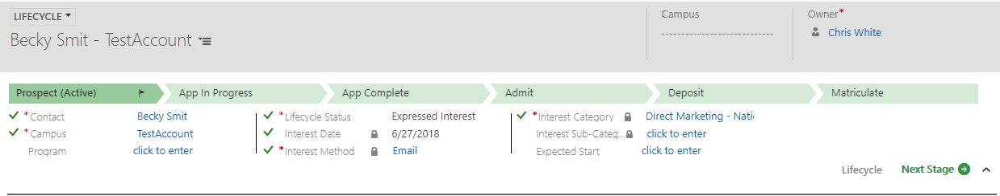 LIFECYCLE
Becky Smit - TestAccount
Campus
Owner*
Chris White
Prospect (Active) App In Progress App Complete Admit Deposit Matriculate
*Contact Becky Smit *Lifecycle Status Expressed Interest *Interest Category Direct Marketing - Natio
*Campus TestAccount Interest Date 6/27/2018 Interest Sub-Categ... click to enter
Program click to enter *Interest Method Email Expected Start click to enter
Lifecycle Next Stage